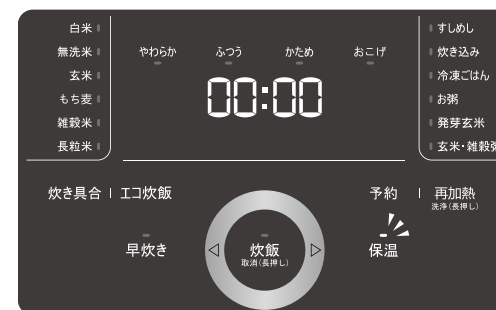 白米
無洗米
玄米
もち麦
雑穀米
長粒米
やわらか ふつう かため おこげ
00:00
すしめし
炊き込み
冷凍ごはん
お粥
発芽玄米
玄米・雑穀
炊き具合 エコ炊飯
予約 再加熱
洗浄(長押し)
早炊き
炊飯
取消(長押し)
保温